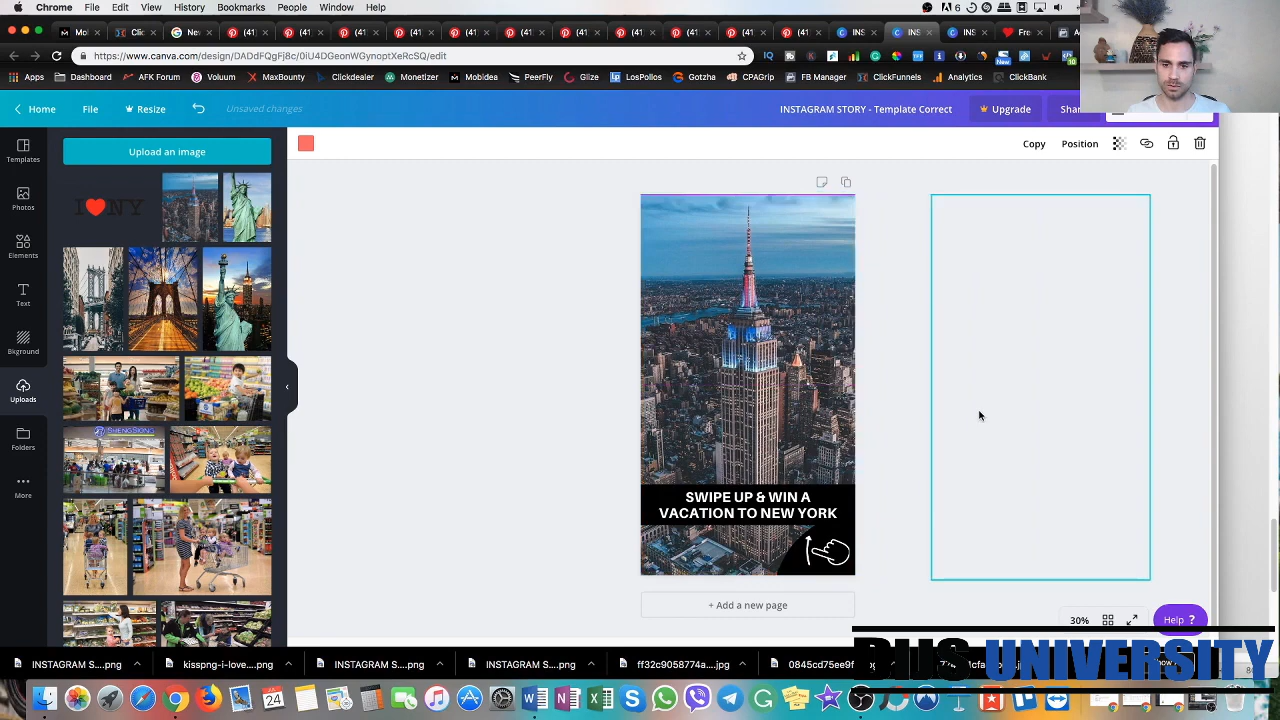 Chrome File Edit View History Bookmarks People Window Help
https://www.canva.com/design/DADdFQgFj8c/0iU4DGeonWGynoptXeRcSQ/edit
Apps Dashboard AFK Forum Voluum MaxBounty Clickdealer Monetizer Mobidea PeerFly Glize LosPollos Gotzha CPAGrip FB Manager ClickFunnels Analytics ClickBank
Home File Resize Unsaved changes INSTAGRAM STORY - Template Correct Upgrade
Templates
Photos
Elements
Text
Bkground
Uploads
Folders
More
Upload an image
Copy Position
I NY
SHENGSIONG
SWIPE UP & WIN A
VACATION TO NEW YORK
+ Add a new page
30%
Help ?
INSTAGRAM S....png kisspng-i-love....png INSTAGRAM S....png INSTAGRAM S....png ff32c9058774a....jpg
UNIVERSITY